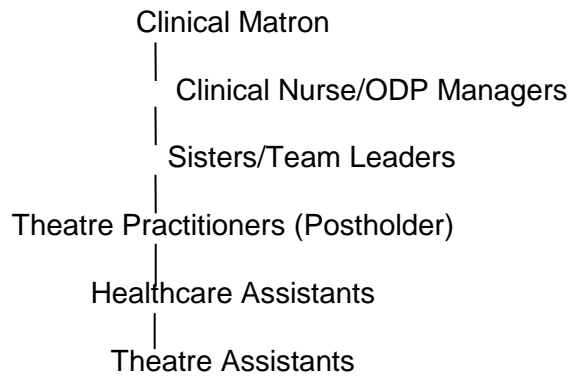 Clinical Matron
Clinical Nurse/ODP Managers
Sisters/Team Leaders
Theatre Practitioners (Postholder)
Healthcare Assistants
Theatre Assistants